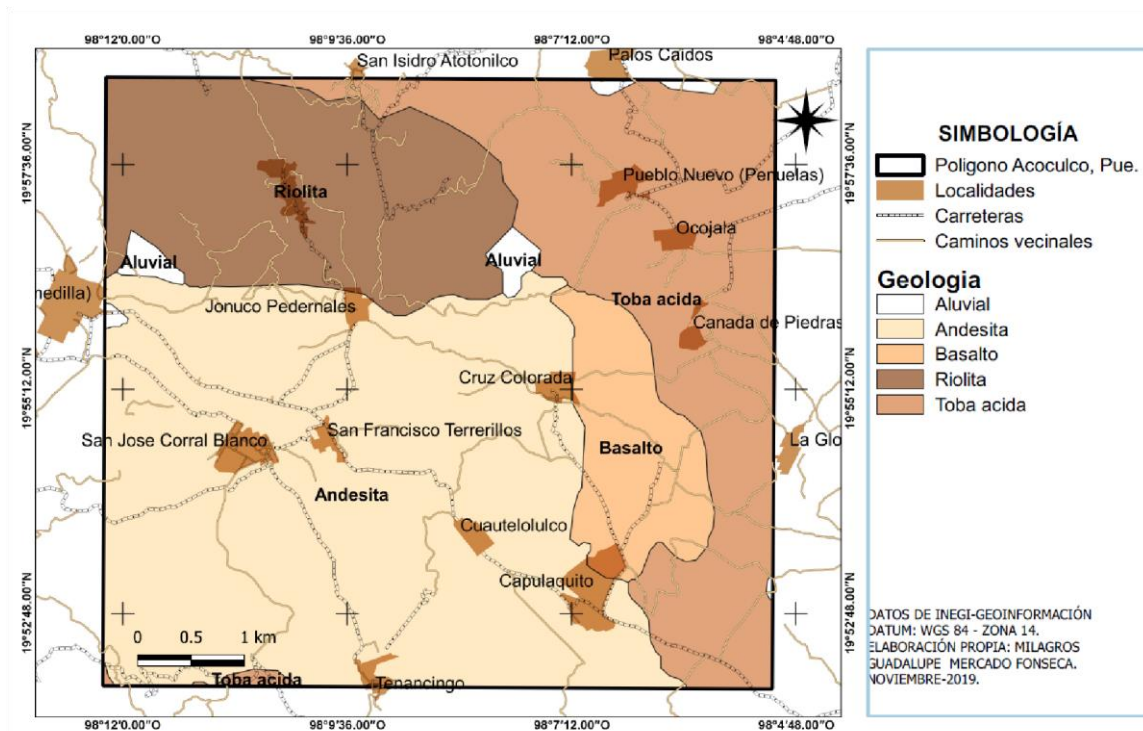 98°12'0.00"O
98°9'36.00"O
98°7'12.00"O
98°4'48.00"O
San Isidro Atotonilco
Palos Caidos
19°57'36.00"N
19°57'36.00"N
Riolita
Pueblo Nuevo (Penuelas)
Ocojala
Aluvial
Aluvial
nedilla)
Jonuco Pedernales
Toba acida
Canada de Piedras
19°55'12.00"N
19°55'12.00"N
Cruz Colorada
San Jose Corral Blanco
San Francisco Terrerillos
Basalto
La Glo
Andesita
Cuautelolulco
Capulaquito
19°52'48.00"N
19°52'48.00"N
0 0.5 1 km
Toba acida
Tenancingo
98°12'0.00"O
98°9'36.00"O
98°7'12.00"O
98°4'48.00"O
SIMBOLOGÍA
Poligono Acoculco, Pue.
Localidades
Carreteras
Caminos vecinales
Geologia
Aluvial
Andesita
Basalto
Riolita
Toba acida
DATOS DE INEGI-GEOINFORMACIÓN
DATUM: WGS 84 - ZONA 14.
ELABORACIÓN PROPIA: MILAGROS
GUADALUPE MERCADO FONSECA.
NOVIEMBRE-2019.